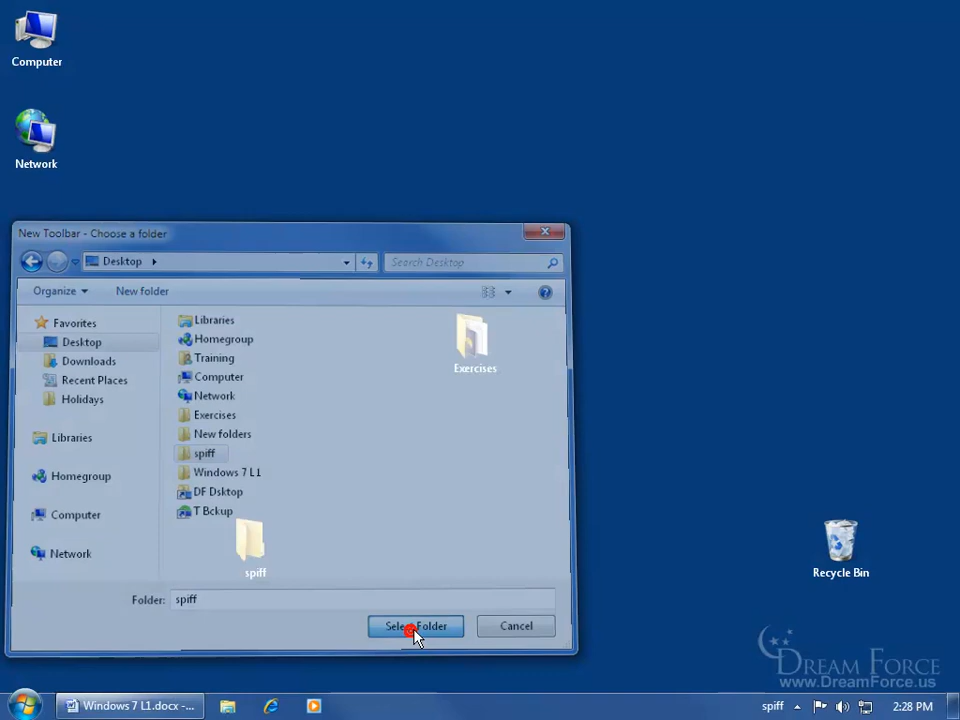 Computer
Network
New Toolbar - Choose a folder
Desktop
Search Desktop
Organize
New folder
Favorites
Desktop
Downloads
Recent Places
Holidays
Libraries
Homegroup
Computer
Network
Libraries
Homegroup
Training
Computer
Network
Exercises
New folders
spiff
Windows 7 L1
DF Dsktop
T Bckup
Exercises
spiff
Folder: spiff
Select Folder
Cancel
Recycle Bin
DREAM FORCE
www.DreamForce.us
Windows 7 L1.docx -...
spiff
2:28 PM